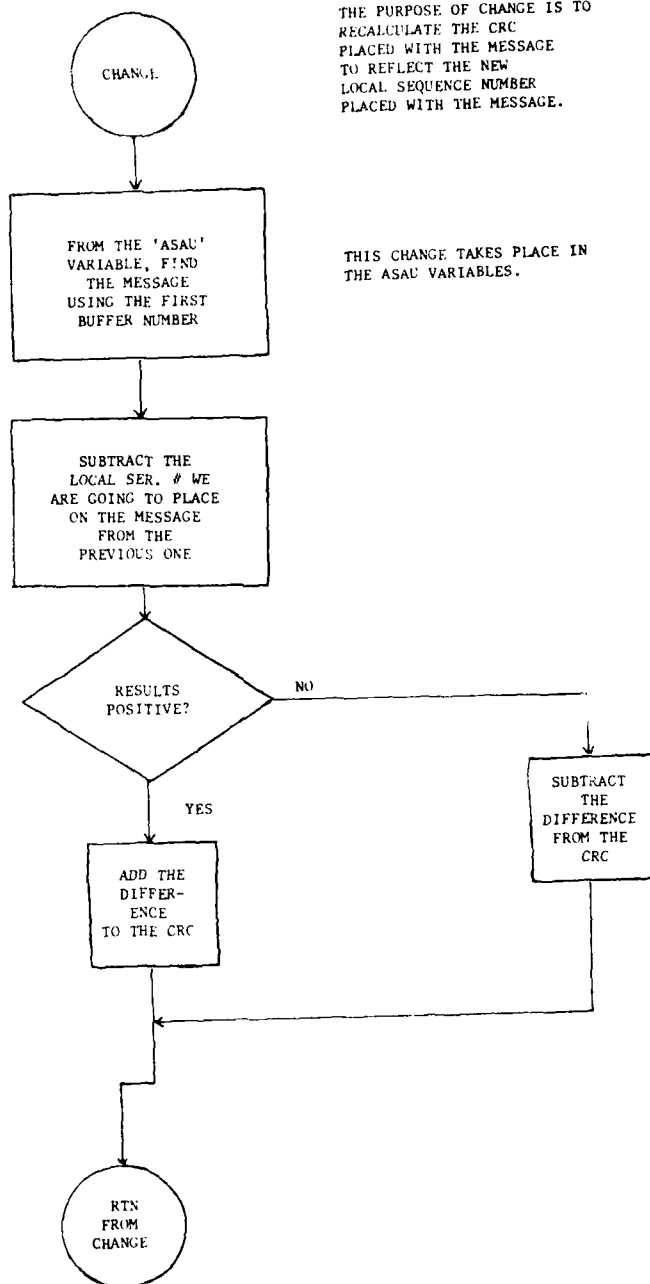 CHANGE
THE PURPOSE OF CHANGE IS TO
RECALCULATE THE CRC
PLACED WITH THE MESSAGE
TO REFLECT THE NEW
LOCAL SEQUENCE NUMBER
PLACED WITH THE MESSAGE.
FROM THE 'ASAU'
VARIABLE, FIND
THE MESSAGE
USING THE FIRST
BUFFER NUMBER
THIS CHANGE TAKES PLACE IN
THE ASAU VARIABLES.
SUBTRACT THE
LOCAL SER. # WE
ARE GOING TO PLACE
ON THE MESSAGE
FROM THE
PREVIOUS ONE
RESULTS
POSITIVE?
NO
YES
SUBTRACT
THE
DIFFERENCE
FROM THE
CRC
ADD THE
DIFFER-
ENCE
TO THE CRC
RTN
FROM
CHANGE